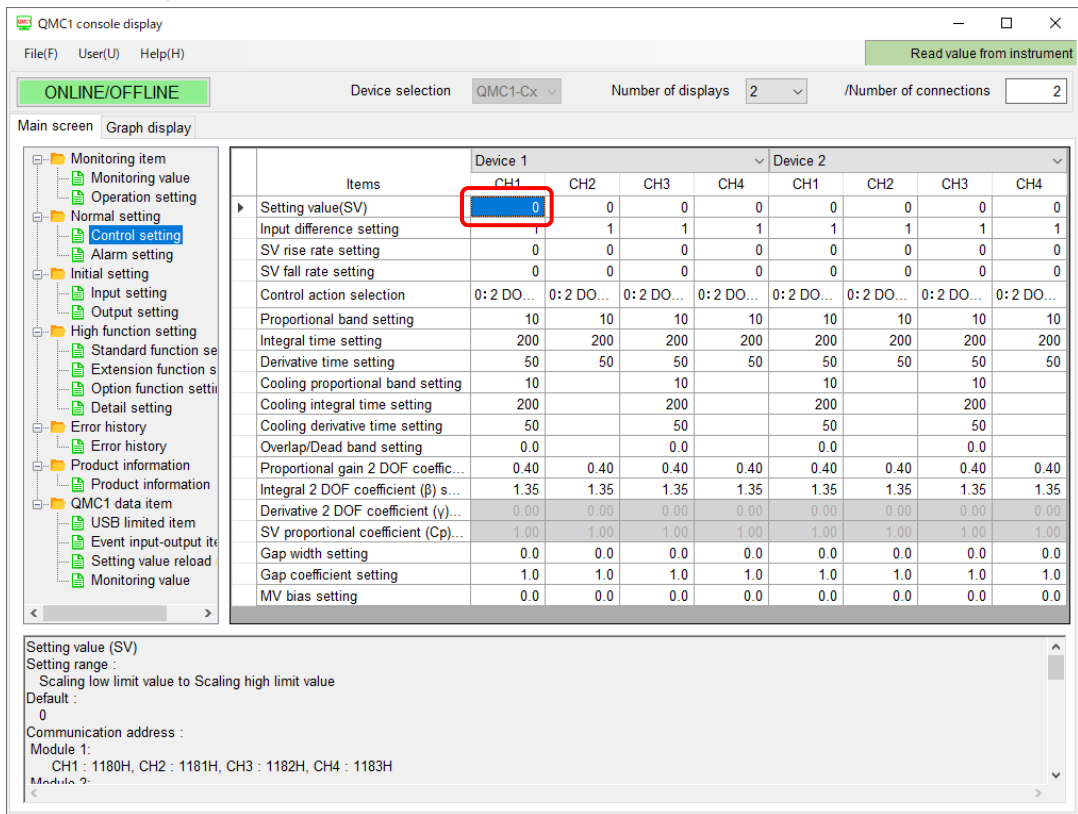 QMC1 console display
File(F) User(U) Help(H) Read value from instrument
ONLINE/OFFLINE Device selection QMC1-Cx Number of displays 2 /Number of connections 2
Main screen Graph display
Monitoring item
Monitoring value
Operation setting
Normal setting
Control setting
Alarm setting
Initial setting
Input setting
Output setting
High function setting
Standard function se
Extension function s
Option function settin
Detail setting
Error history
Error history
Product information
Product information
QMC1 data item
USB limited item
Event input-output ite
Setting value reload
Monitoring value
Device 1 Device 2
Items CH1 CH2 CH3 CH4 CH1 CH2 CH3 CH4
Setting value(SV) 0 0 0 0 0 0 0 0
Input difference setting 1 1 1 1 1 1 1 1
SV rise rate setting 0 0 0 0 0 0 0 0
SV fall rate setting 0 0 0 0 0 0 0 0
Control action selection 0: 2 DO... 0: 2 DO... 0: 2 DO... 0: 2 DO... 0: 2 DO... 0: 2 DO... 0: 2 DO... 0: 2 DO...
Proportional band setting 10 10 10 10 10 10 10 10
Integral time setting 200 200 200 200 200 200 200 200
Derivative time setting 50 50 50 50 50 50 50 50
Cooling proportional band setting 10 10 10 10
Cooling integral time setting 200 200 200 200
Cooling derivative time setting 50 50 50 50
Overlap/Dead band setting 0.0 0.0 0.0 0.0
Proportional gain 2 DOF coeffic... 0.40 0.40 0.40 0.40 0.40 0.40 0.40 0.40
Integral 2 DOF coefficient (β) s... 1.35 1.35 1.35 1.35 1.35 1.35 1.35 1.35
Derivative 2 DOF coefficient (γ)... 0.00 0.00 0.00 0.00 0.00 0.00 0.00 0.00
SV proportional coefficient (Cp)... 1.00 1.00 1.00 1.00 1.00 1.00 1.00 1.00
Gap width setting 0.0 0.0 0.0 0.0 0.0 0.0 0.0 0.0
Gap coefficient setting 1.0 1.0 1.0 1.0 1.0 1.0 1.0 1.0
MV bias setting 0.0 0.0 0.0 0.0 0.0 0.0 0.0 0.0
Setting value (SV)
Setting range :
Scaling low limit value to Scaling high limit value
Default :
0
Communication address :
Module 1:
CH1 : 1180H, CH2 : 1181H, CH3 : 1182H, CH4 : 1183H
Module 2: